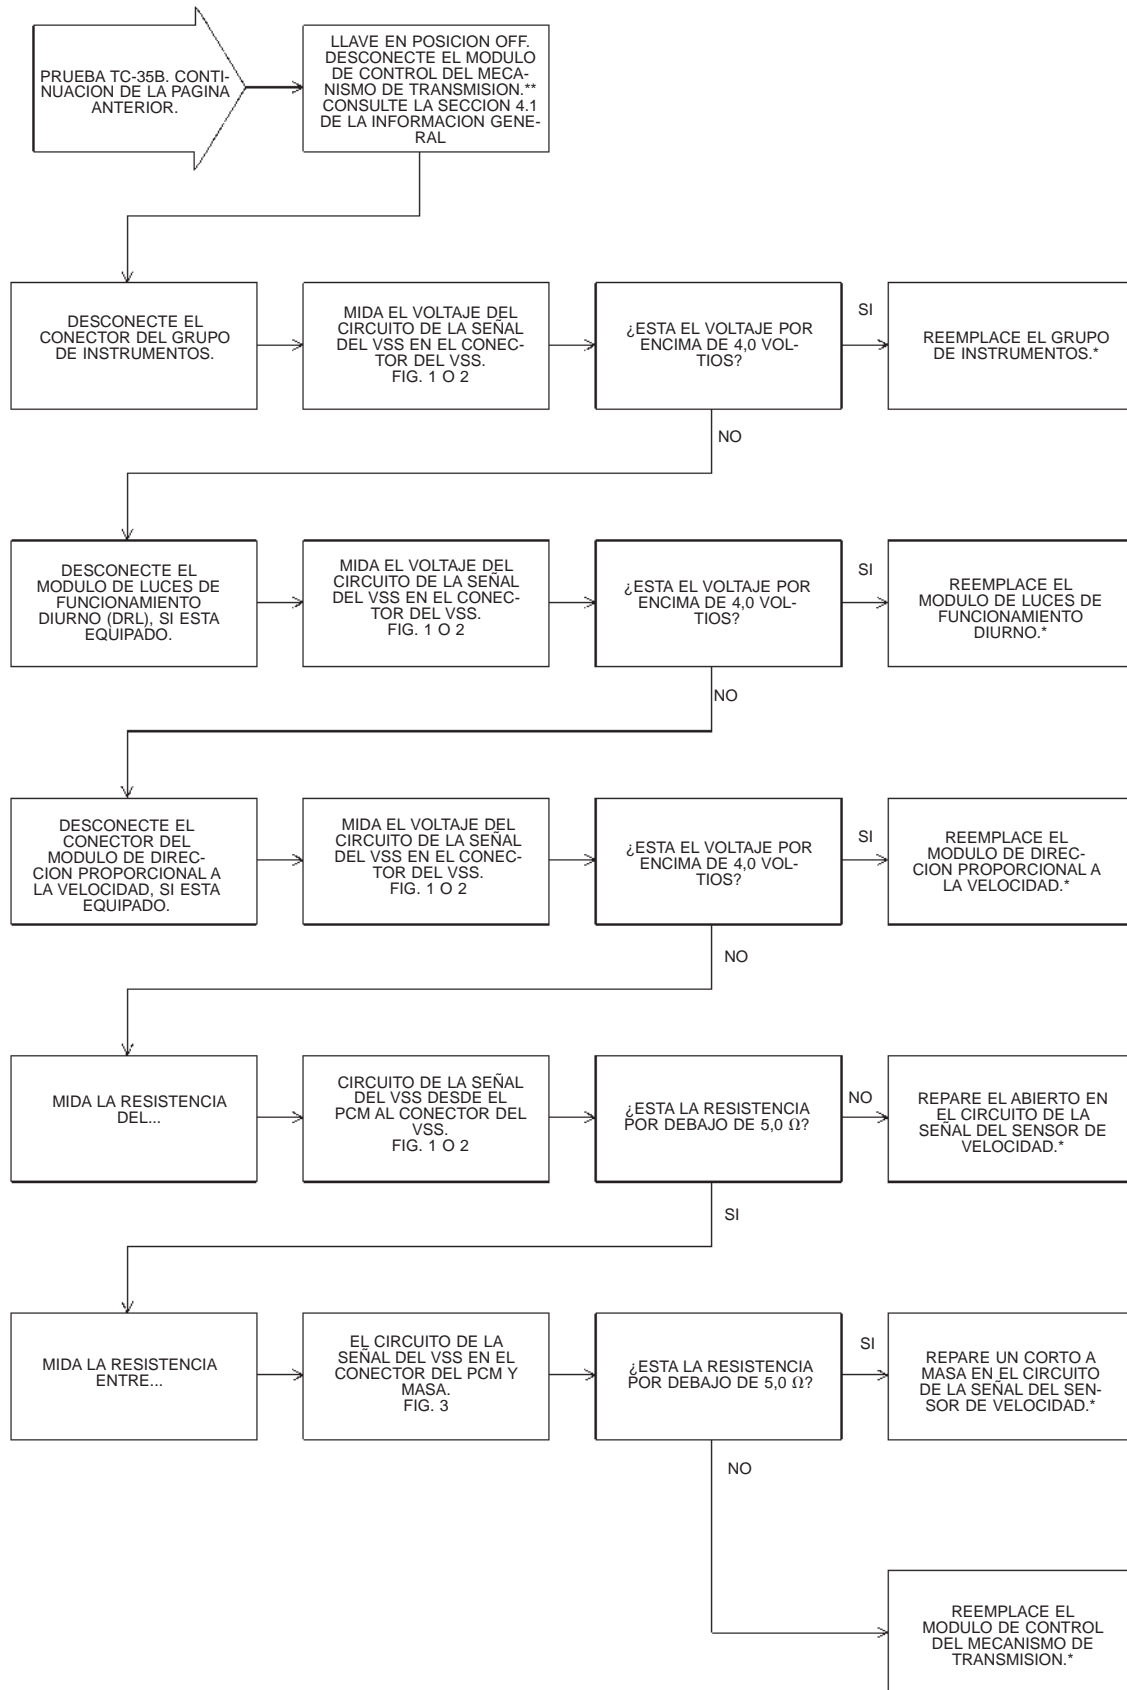 PRUEBA TC-35B. CONTI-
NUACION DE LA PAGINA
ANTERIOR.
LLAVE EN POSICION OFF.
DESCONECTE EL MODULO
DE CONTROL DEL MECA-
NISMO DE TRANSMISION.**
CONSULTE LA SECCION 4.1
DE LA INFORMACION GENE-
RAL
DESCONECTE EL
CONECTOR DEL GRUPO
DE INSTRUMENTOS.
MIDA EL VOLTAJE DEL
CIRCUITO DE LA SEÑAL
DEL VSS EN EL CONEC-
TOR DEL VSS.
FIG. 1 O 2
¿ESTA EL VOLTAJE POR
ENCIMA DE 4,0 VOL-
TIOS?
SI
REEMPLACE EL GRUPO
DE INSTRUMENTOS.*
NO
DESCONECTE EL
MODULO DE LUCES DE
FUNCIONAMIENTO
DIURNO (DRL), SI ESTA
EQUIPADO.
MIDA EL VOLTAJE DEL
CIRCUITO DE LA SEÑAL
DEL VSS EN EL CONEC-
TOR DEL VSS.
FIG. 1 O 2
¿ESTA EL VOLTAJE POR
ENCIMA DE 4,0 VOL-
TIOS?
SI
REEMPLACE EL
MODULO DE LUCES DE
FUNCIONAMIENTO
DIURNO.*
NO
DESCONECTE EL
CONECTOR DEL
MODULO DE DIREC-
CION PROPORCIONAL A
LA VELOCIDAD, SI ESTA
EQUIPADO.
MIDA EL VOLTAJE DEL
CIRCUITO DE LA SEÑAL
DEL VSS EN EL CONEC-
TOR DEL VSS.
FIG. 1 O 2
¿ESTA EL VOLTAJE POR
ENCIMA DE 4,0 VOL-
TIOS?
SI
REEMPLACE EL
MODULO DE DIREC-
CION PROPORCIONAL A
LA VELOCIDAD.*
NO
MIDA LA RESISTENCIA
DEL...
CIRCUITO DE LA SEÑAL
DEL VSS DESDE EL
PCM AL CONECTOR DEL
VSS.
FIG. 1 O 2
¿ESTA LA RESISTENCIA
POR DEBAJO DE 5,0 Ω?
NO
REPARE EL ABIERTO EN
EL CIRCUITO DE LA
SEÑAL DEL SENSOR DE
VELOCIDAD.*
SI
MIDA LA RESISTENCIA
ENTRE...
EL CIRCUITO DE LA
SEÑAL DEL VSS EN EL
CONECTOR DEL PCM Y
MASA.
FIG. 3
¿ESTA LA RESISTENCIA
POR DEBAJO DE 5,0 Ω?
SI
REPARE UN CORTO A
MASA EN EL CIRCUITO
DE LA SEÑAL DEL SEN-
SOR DE VELOCIDAD.*
NO
REEMPLACE EL
MODULO DE CONTROL
DEL MECANISMO DE
TRANSMISION.*